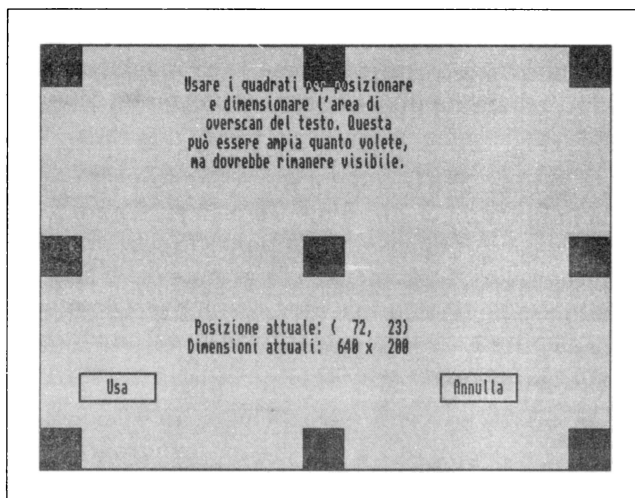 Usare i quadrati per posizionare
e dimensionare l'area di
overscan del testo. Questa
può essere ampia quanto volete,
ma dovrebbe rimanere visibile.
Posizione attuale: ( 72, 23)
Dimensioni attuali: 640 x 200
Usa
Annulla